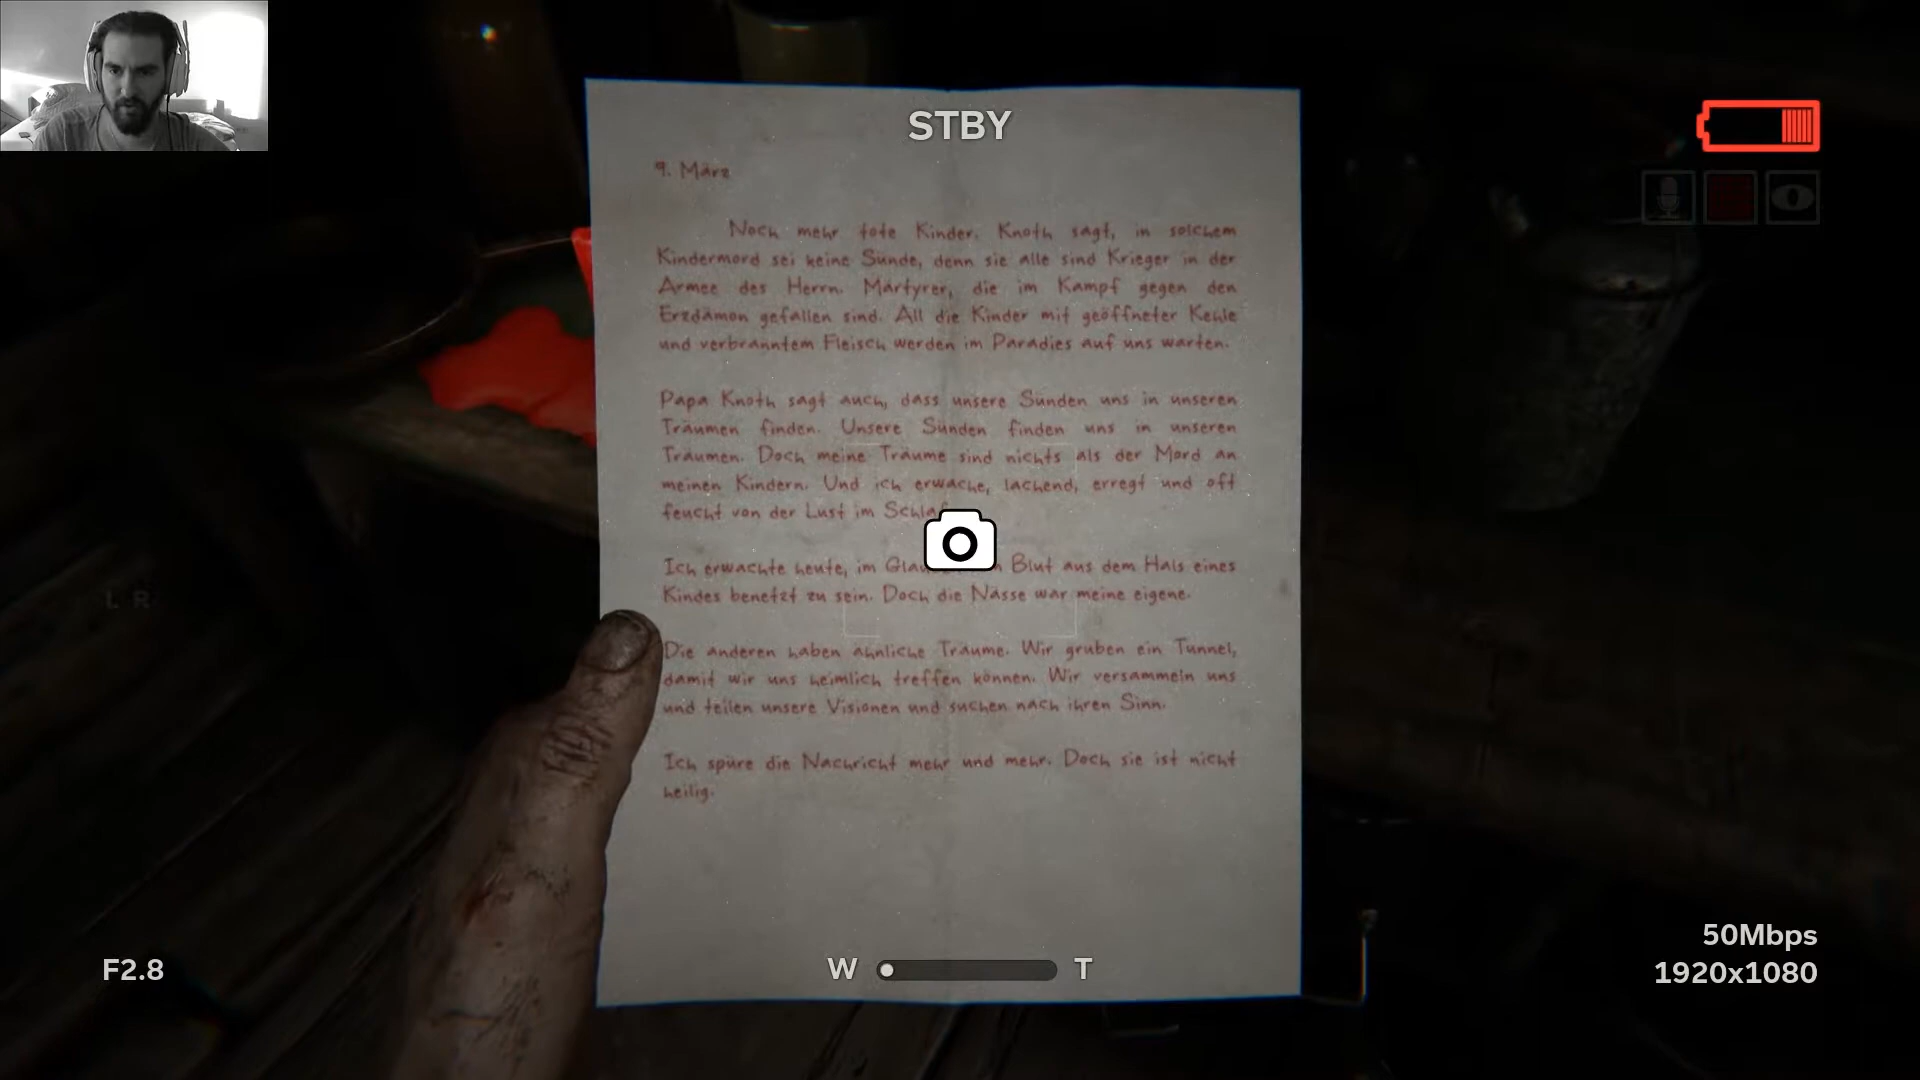 STBY
9. März
Noch mehr tote Kinder. Knoth sagt, in solchem
Kindermord sei keine Sünde, denn sie alle sind Krieger in der
Armee des Herrn. Märtyrer, die im Kampf gegen den
Erzdämon gefallen sind. All die Kinder mit geöffneter Kehle
und verbranntem Fleisch werden im Paradies auf uns warten.
Papa Knoth sagt auch, dass unsere Sünden uns in unseren
Träumen finden. Unsere Sünden finden uns in unseren
Träumen. Doch meine Träume sind nichts als der Mord an
meinen Kindern. Und ich erwache, lachend, erregt und oft
feucht von der Lust im
Ich erwachte heute, im Blut aus dem Hals eines
Kindes benetzt zu sein. Doch die Nässe war meine eigene.
Die anderen haben ähnliche Träume. Wir gruben ein Tunnel,
damit wir uns heimlich treffen können. Wir versammeln uns
und teilen unsere Visionen und suchen nach ihren Sinn.
Ich spüre die Nachricht mehr und mehr. Doch sie ist nicht
heilig.
L R
F2.8
W T
50Mbps
1920x1080